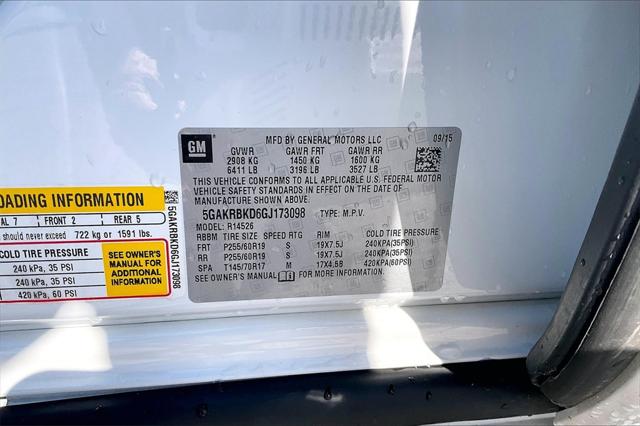 GM
MFD BY GENERAL MOTORS LLC 09/15
GVWR GAWR FRT GAWR RR
2908 KG 1450 KG 1600 KG
6411 LB 3196 LB 3527 LB
THIS VEHICLE CONFORMS TO ALL APPLICABLE U.S. FEDERAL MOTOR
VEHICLE SAFETY STANDARDS IN EFFECT ON THE DATE OF
MANUFACTURE SHOWN ABOVE.
5GAKRBKD6GJ173098 TYPE: M.P.V.
MODEL: R14526
RBBM TIRE SIZE SPEED RTG RIM COLD TIRE PRESSURE
FRT P255/60R19 S 19X7.5J 240KPA(35PSI)
RR P255/60R19 S 19X7.5J 240KPA(35PSI)
SPA T145/70R17 M 17X4.5B 420KPA(60PSI)
SEE OWNER'S MANUAL FOR MORE INFORMATION.
OADING INFORMATION
AL 7 FRONT 2 REAR 5
should never exceed 722 kg or 1591 lbs.
COLD TIRE PRESSURE
240 kPa, 35 PSI
240 kPa, 35 PSI
420 kPa, 60 PSI
SEE OWNER'S
MANUAL FOR
ADDITIONAL
INFORMATION
5GAKRBKD6GJ173098